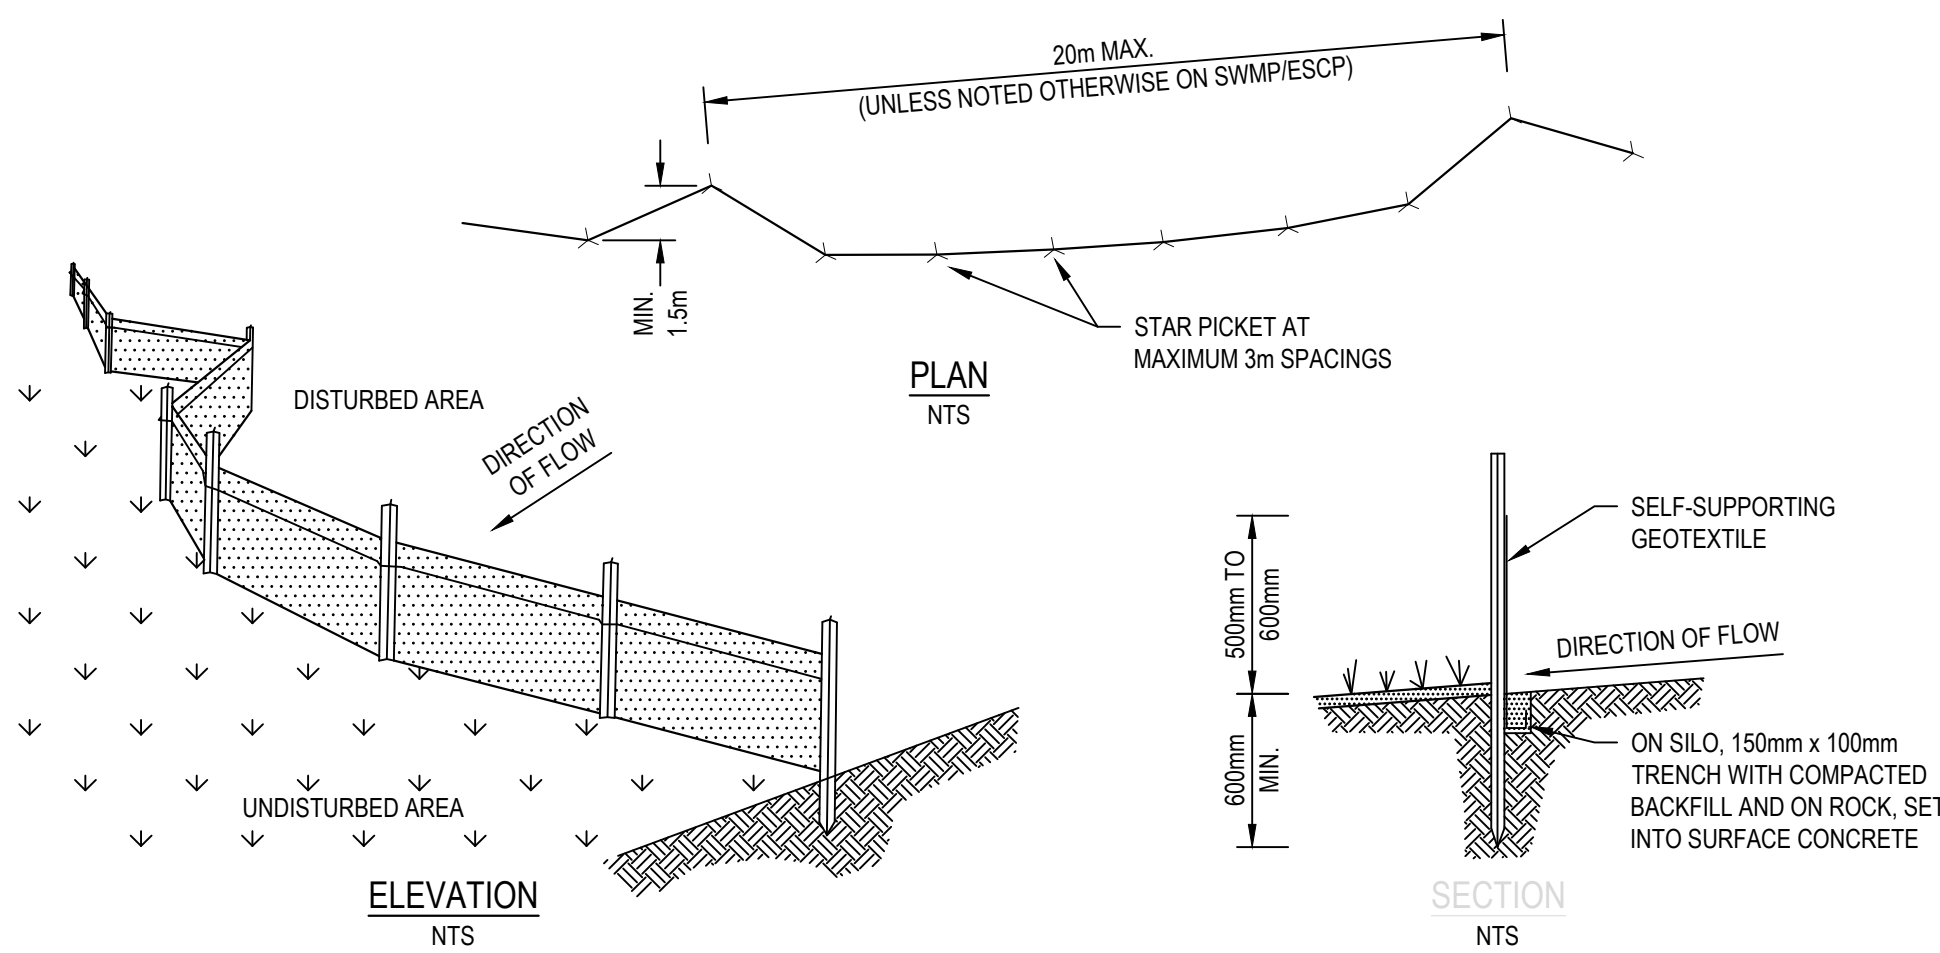 20m MAX.
(UNLESS NOTED OTHERWISE ON SWMP/ESCP)
MIN.
1.5m
STAR PICKET AT
MAXIMUM 3m SPACINGS
PLAN
NTS
DISTURBED AREA
DIRECTION
OF FLOW
UNDISTURBED AREA
ELEVATION
NTS
SELF-SUPPORTING
GEOTEXTILE
500mm TO
600mm
DIRECTION OF FLOW
600mm
MIN.
ON SILO, 150mm x 100mm
TRENCH WITH COMPACTED
BACKFILL AND ON ROCK, SET
INTO SURFACE CONCRETE
SECTION
NTS